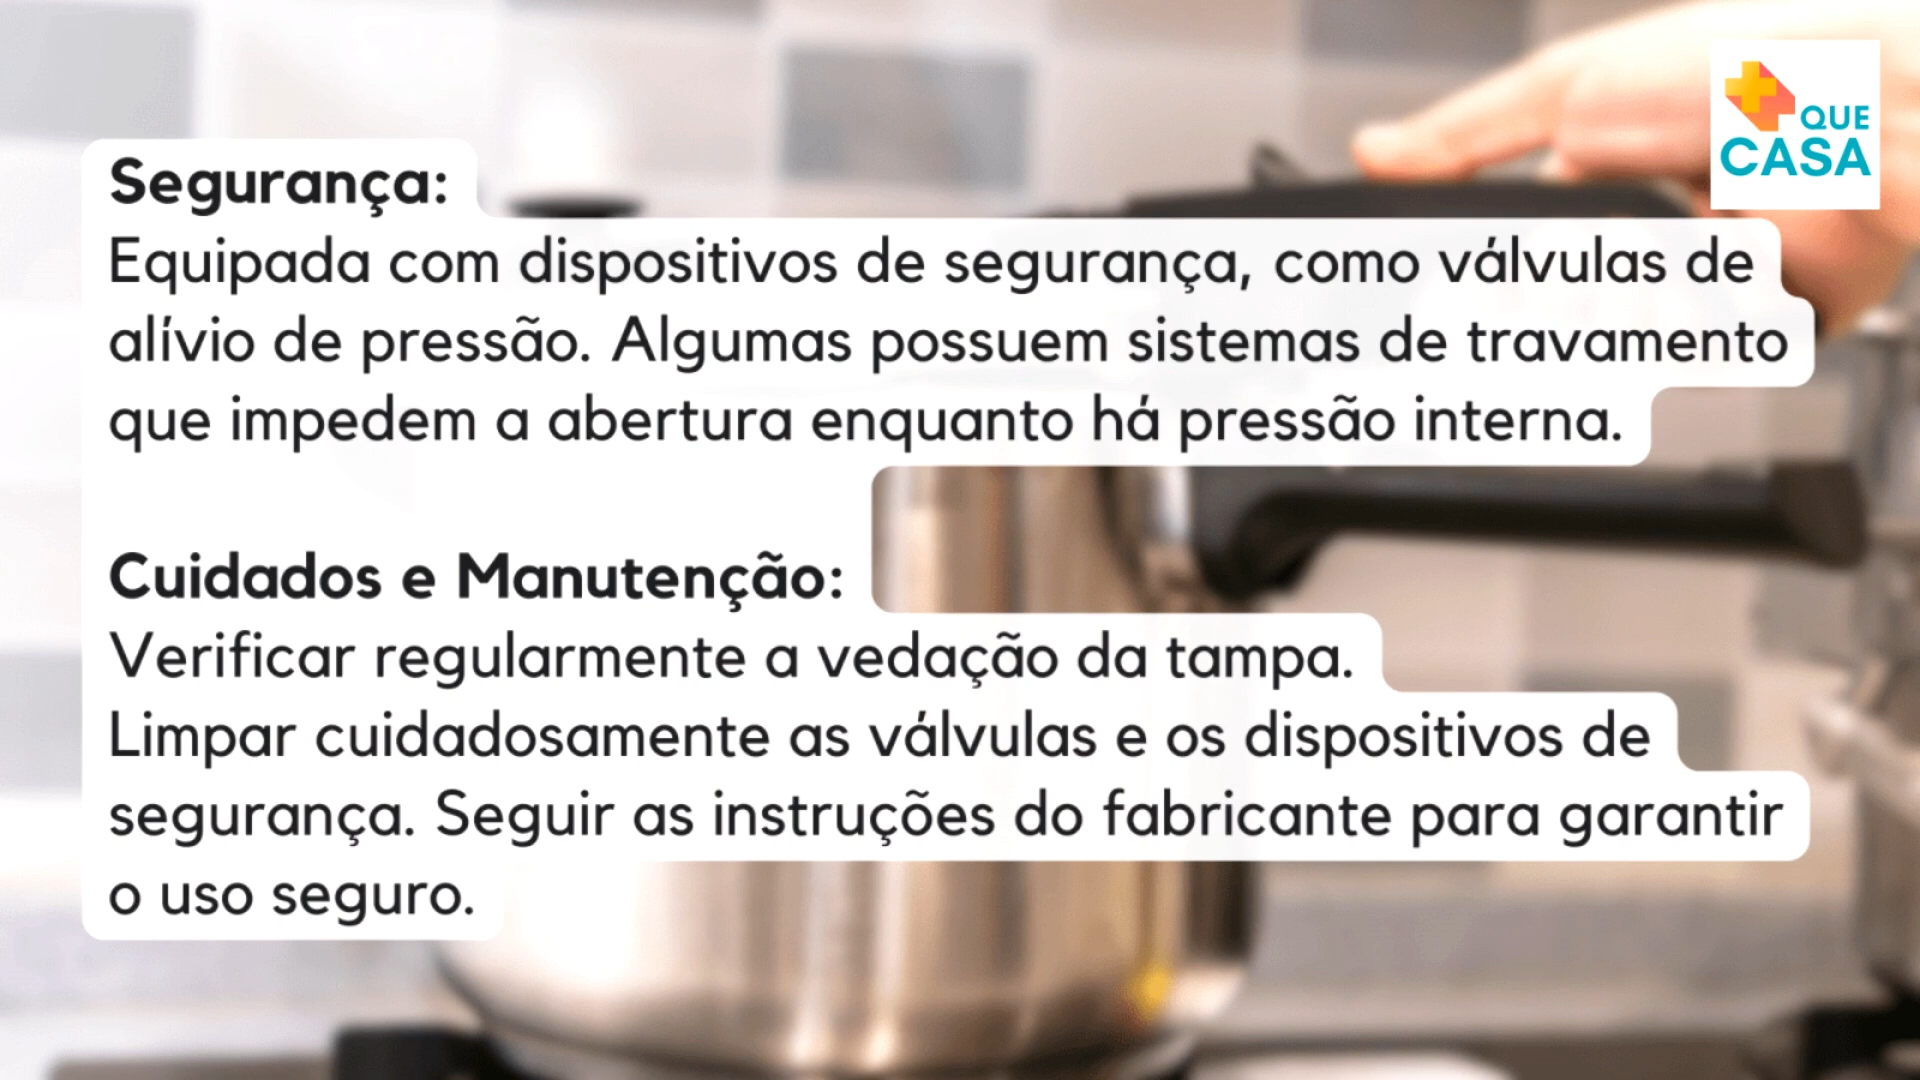 QUE
CASA
Segurança:
Equipada com dispositivos de segurança, como válvulas de
alívio de pressão. Algumas possuem sistemas de travamento
que impedem a abertura enquanto há pressão interna.
Cuidados e Manutenção:
Verificar regularmente a vedação da tampa.
Limpar cuidadosamente as válvulas e os dispositivos de
segurança. Seguir as instruções do fabricante para garantir
o uso seguro.